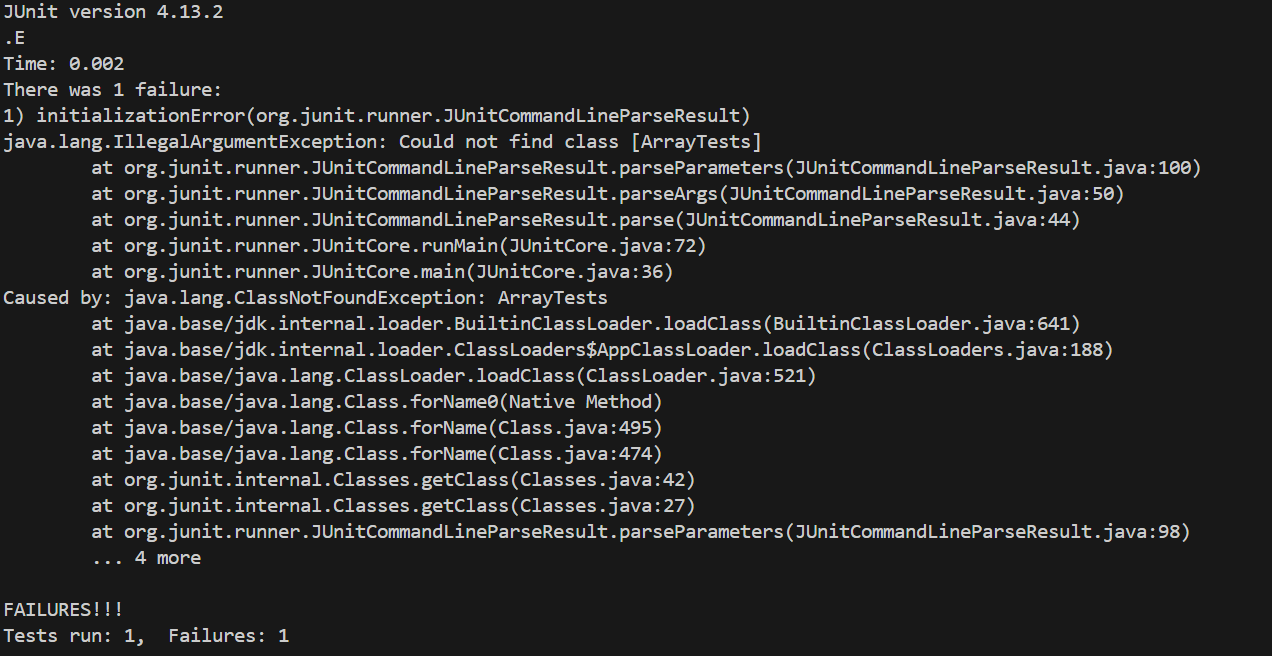 JUnit version 4.13.2
.E
Time: 0.002
There was 1 failure:
1) initializationError(org.junit.runner.JUnitCommandLineParseResult)
java.lang.IllegalArgumentException: Could not find class [ArrayTests]
        at org.junit.runner.JUnitCommandLineParseResult.parseParameters(JUnitCommandLineParseResult.java:100)
        at org.junit.runner.JUnitCommandLineParseResult.parseArgs(JUnitCommandLineParseResult.java:50)
        at org.junit.runner.JUnitCommandLineParseResult.parse(JUnitCommandLineParseResult.java:44)
        at org.junit.runner.JUnitCore.runMain(JUnitCore.java:72)
        at org.junit.runner.JUnitCore.main(JUnitCore.java:36)
Caused by: java.lang.ClassNotFoundException: ArrayTests
        at java.base/jdk.internal.loader.BuiltinClassLoader.loadClass(BuiltinClassLoader.java:641)
        at java.base/jdk.internal.loader.ClassLoaders$AppClassLoader.loadClass(ClassLoaders.java:188)
        at java.base/java.lang.ClassLoader.loadClass(ClassLoader.java:521)
        at java.base/java.lang.Class.forName0(Native Method)
        at java.base/java.lang.Class.forName(Class.java:495)
        at java.base/java.lang.Class.forName(Class.java:474)
        at org.junit.internal.Classes.getClass(Classes.java:42)
        at org.junit.internal.Classes.getClass(Classes.java:27)
        at org.junit.runner.JUnitCommandLineParseResult.parseParameters(JUnitCommandLineParseResult.java:98)
        ... 4 more

FAILURES!!!
Tests run: 1,  Failures: 1